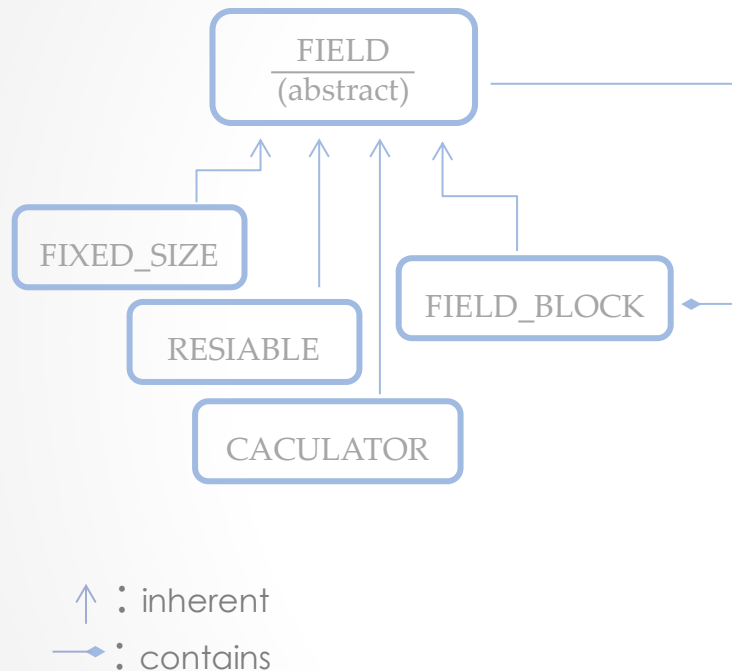 FIELD
(abstract)
FIXED_SIZE
FIELD_BLOCK
RESIABLE
CACULATOR
: inherent
: contains